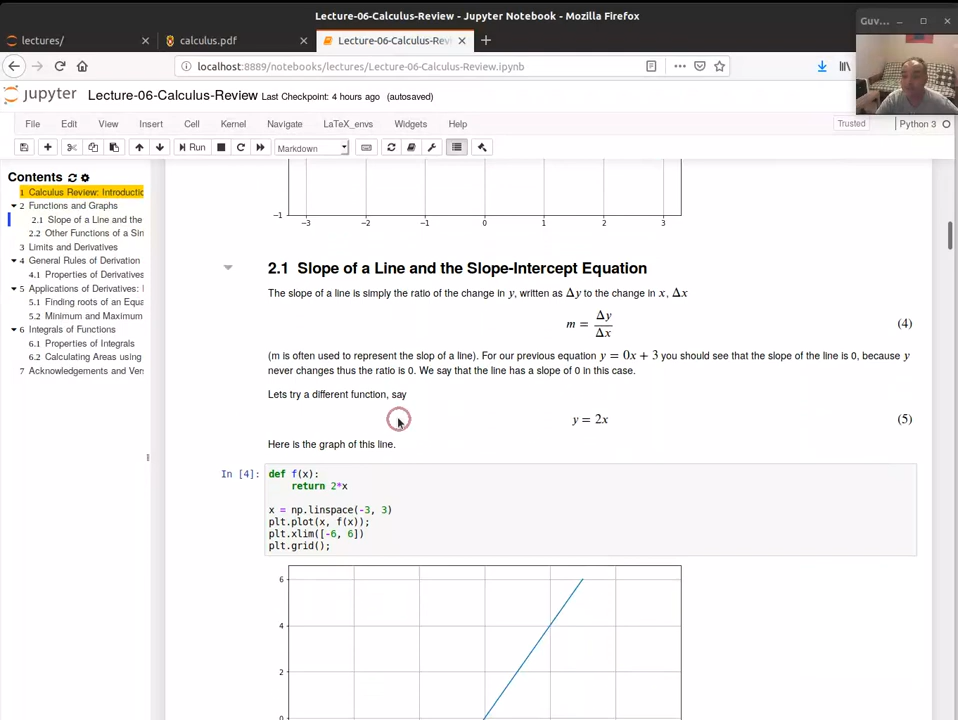 Lecture-06-Calculus-Review - Jupyter Notebook - Mozilla Firefox
Guv...
lectures/
calculus.pdf
Lecture-06-Calculus-Rev
localhost:8889/notebooks/lectures/Lecture-06-Calculus-Review.ipynb
jupyter Lecture-06-Calculus-Review Last Checkpoint: 4 hours ago (autosaved)
File Edit View Insert Cell Kernel Navigate LaTeX_envs Widgets Help
Trusted
Python 3
Run
Markdown
Contents
1 Calculus Review: Introductic
2 Functions and Graphs
2.1 Slope of a Line and the
2.2 Other Functions of a Sin
3 Limits and Derivatives
4 General Rules of Derivation
4.1 Properties of Derivatives
5 Applications of Derivatives: I
5.1 Finding roots of an Equa
5.2 Minimum and Maximum
6 Integrals of Functions
6.1 Properties of Integrals
6.2 Calculating Areas using
7 Acknowledgements and Vers
−1
−3 −2 −1 0 1 2 3
2.1 Slope of a Line and the Slope-Intercept Equation
The slope of a line is simply the ratio of the change in y, written as Δy to the change in x, Δx
m = Δy/Δx (4)
(m is often used to represent the slop of a line). For our previous equation y = 0x + 3 you should see that the slope of the line is 0, because y
never changes thus the ratio is 0. We say that the line has a slope of 0 in this case.
Lets try a different function, say
y = 2x (5)
Here is the graph of this line.
In [4]:
def f(x):
return 2*x
x = np.linspace(-3, 3)
plt.plot(x, f(x));
plt.xlim([-6, 6])
plt.grid();
6
4
2
0